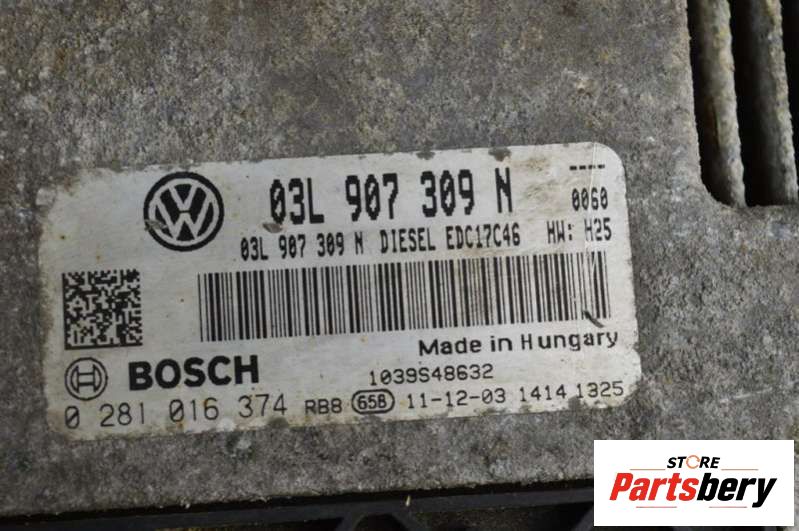 03L 907 309 N
----
0060
03L 907 309 N DIESEL EDC17C46 HW: H25
Made in Hungary
BOSCH
1039S48632
0 281 016 374 RB8 65B 11-12-03 1414 1325
STORE
Partsbery